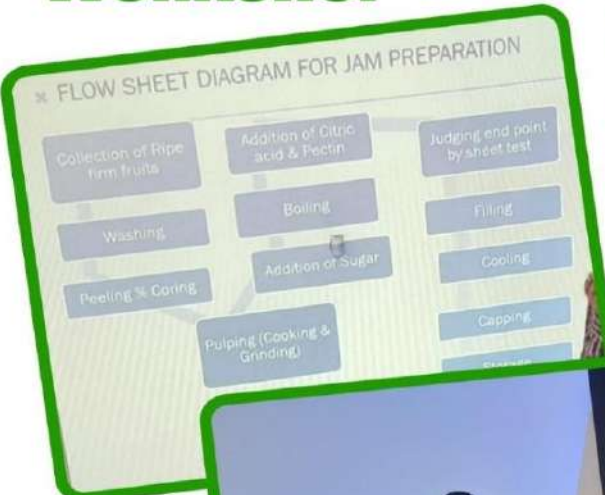 FLOW SHEET DIAGRAM FOR JAM PREPARATION
Collection of Ripe
firm fruits
Washing
Peeling % Coring
Pulping (Cooking &
Grinding)
Addition of Sugar
Boiling
Addition of Citric
acid & Pectin
Judging end point
by sheet test
Filling
Cooling
Capping
Storage